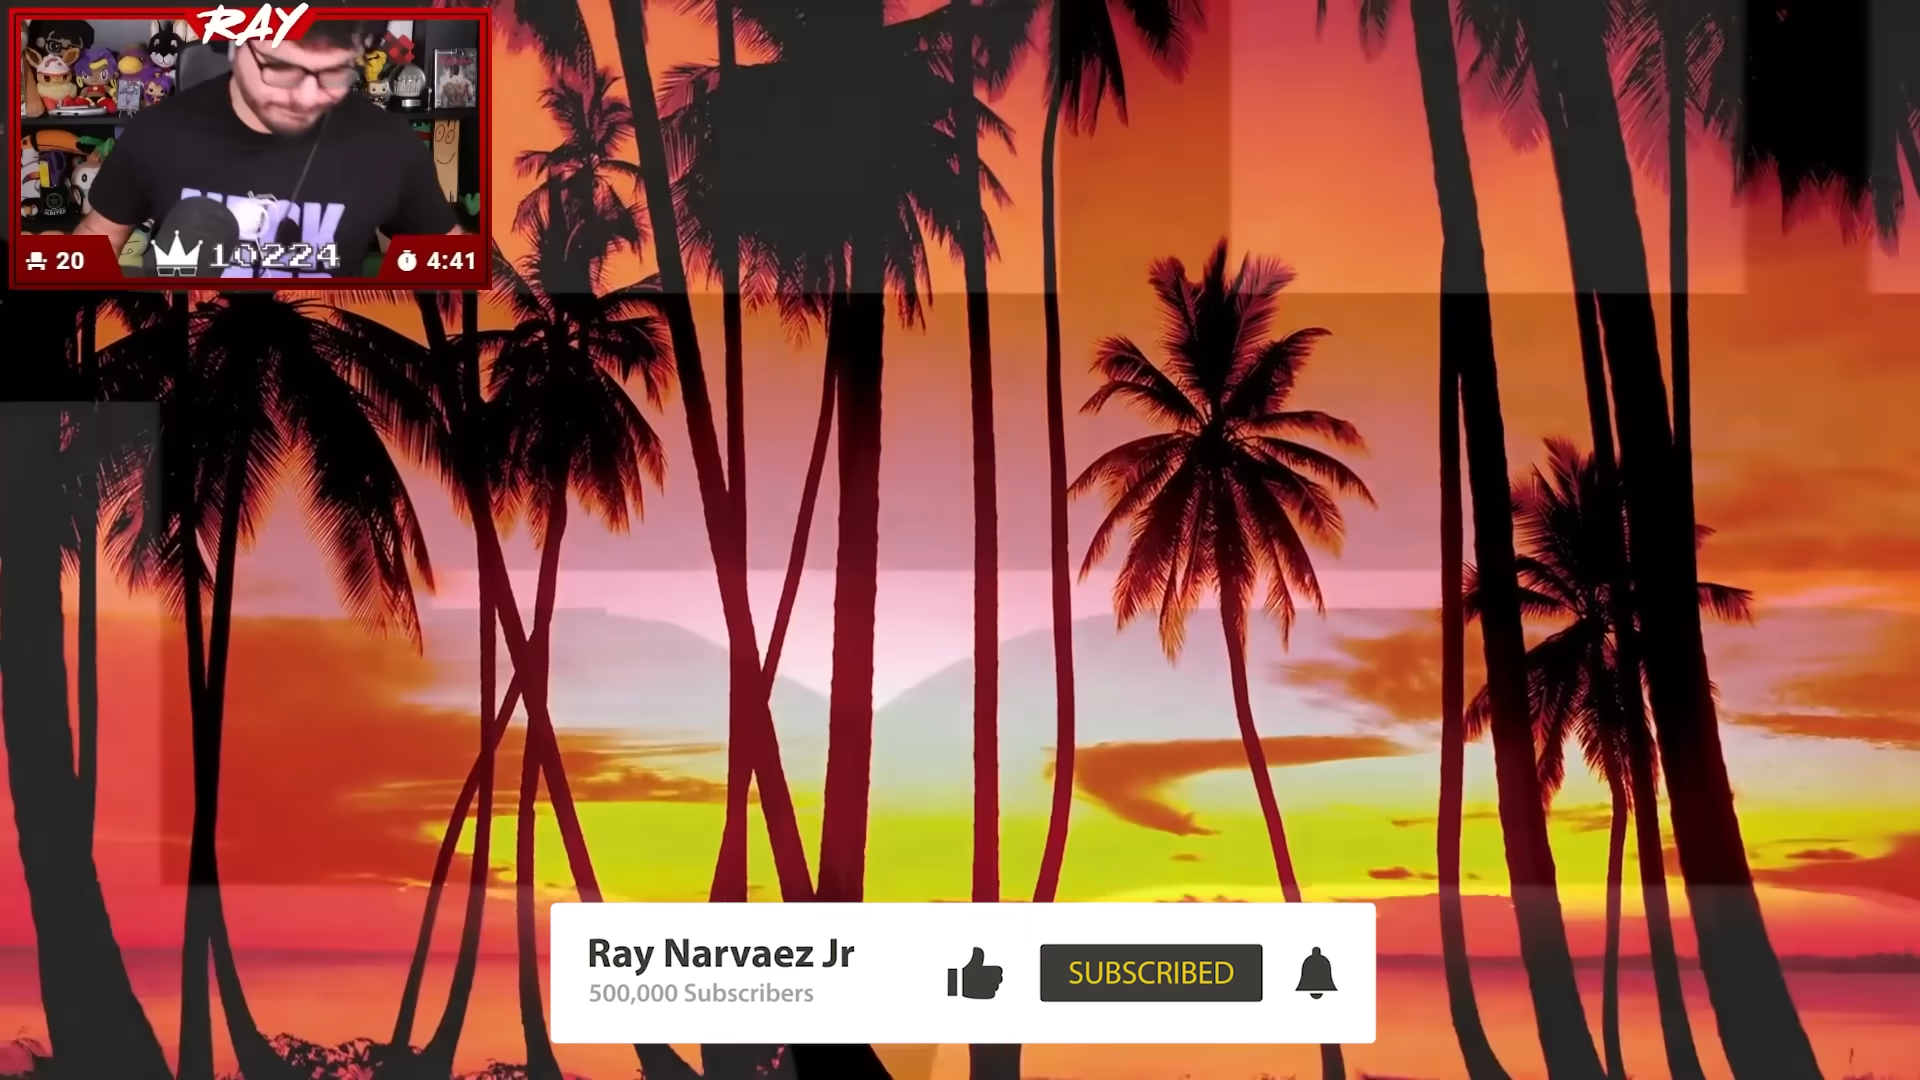 RAY
20
10224
4:41
Ray Narvaez Jr
500,000 Subscribers
SUBSCRIBED